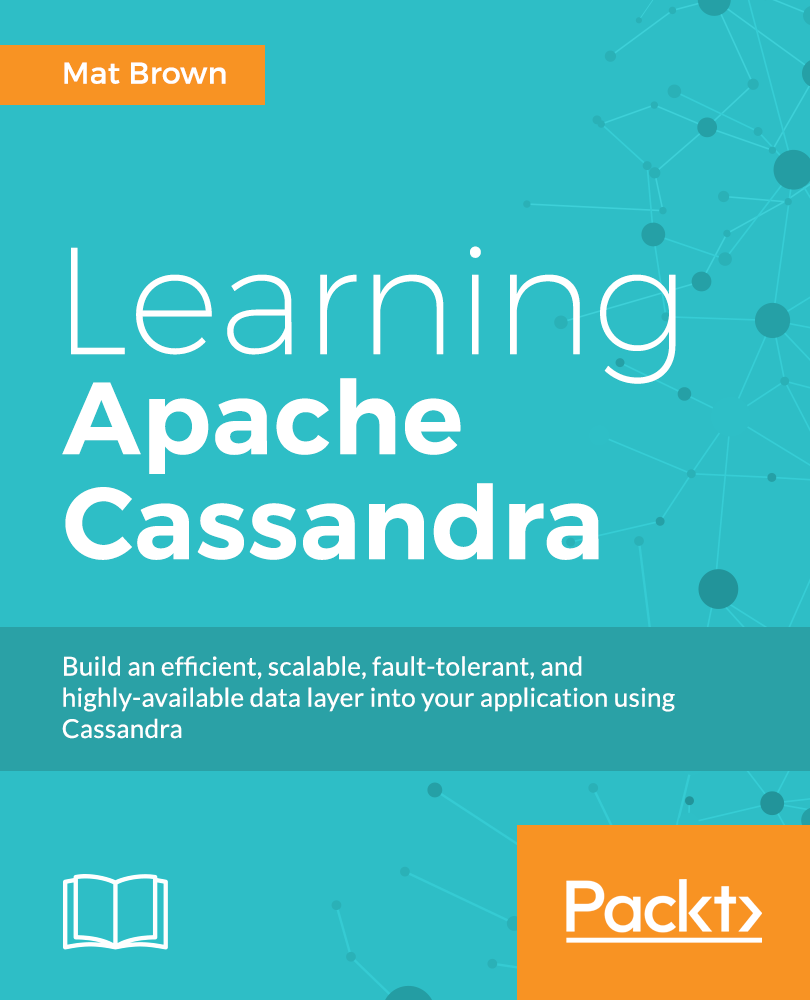 Mat Brown
Learning
Apache
Cassandra
Build an efficient, scalable, fault-tolerant, and
highly-available data layer into your application using
Cassandra
Packt